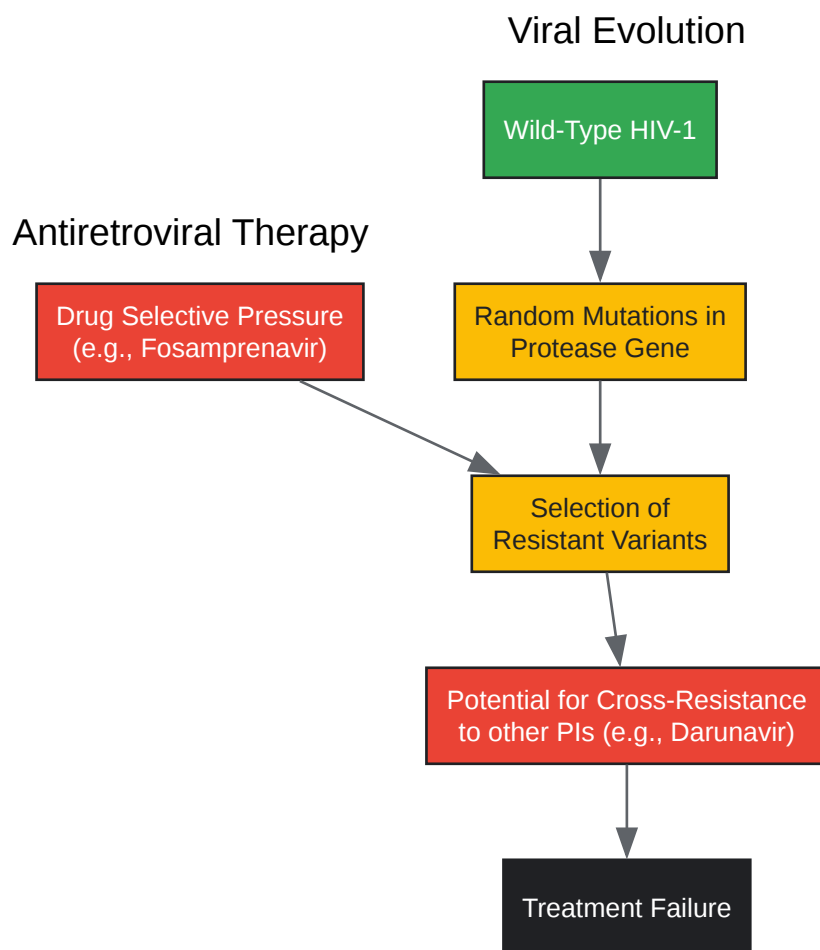 Viral Evolution
Wild-Type HIV-1
Antiretroviral Therapy
Drug Selective Pressure
(e.g., Fosamprenavir)
Random Mutations in
Protease Gene
Selection of
Resistant Variants
Potential for Cross-Resistance
to other PIs (e.g., Darunavir)
Treatment Failure